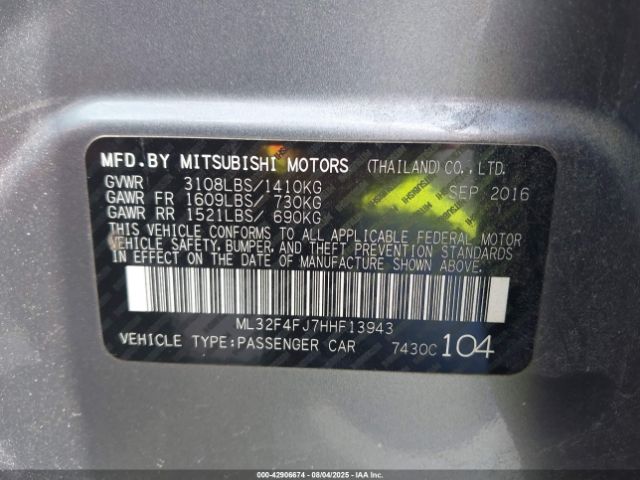 MFD.BY MITSUBISHI MOTORS (THAILAND) CO.,LTD.
GVWR 3108LBS/1410KG SEP 2016
GAWR FR 1609LBS/ 730KG
GAWR RR 1521LBS/ 690KG
THIS VEHICLE CONFORMS TO ALL APPLICABLE FEDERAL MOTOR
VEHICLE SAFETY, BUMPER, AND THEFT PREVENTION STANDARDS
IN EFFECT ON THE DATE OF MANUFACTURE SHOWN ABOVE.
ML32F4FJ7HHF13943
VEHICLE TYPE:PASSENGER CAR 7430C 104
000-42906674 | 08/04/2025 | IAAI.com